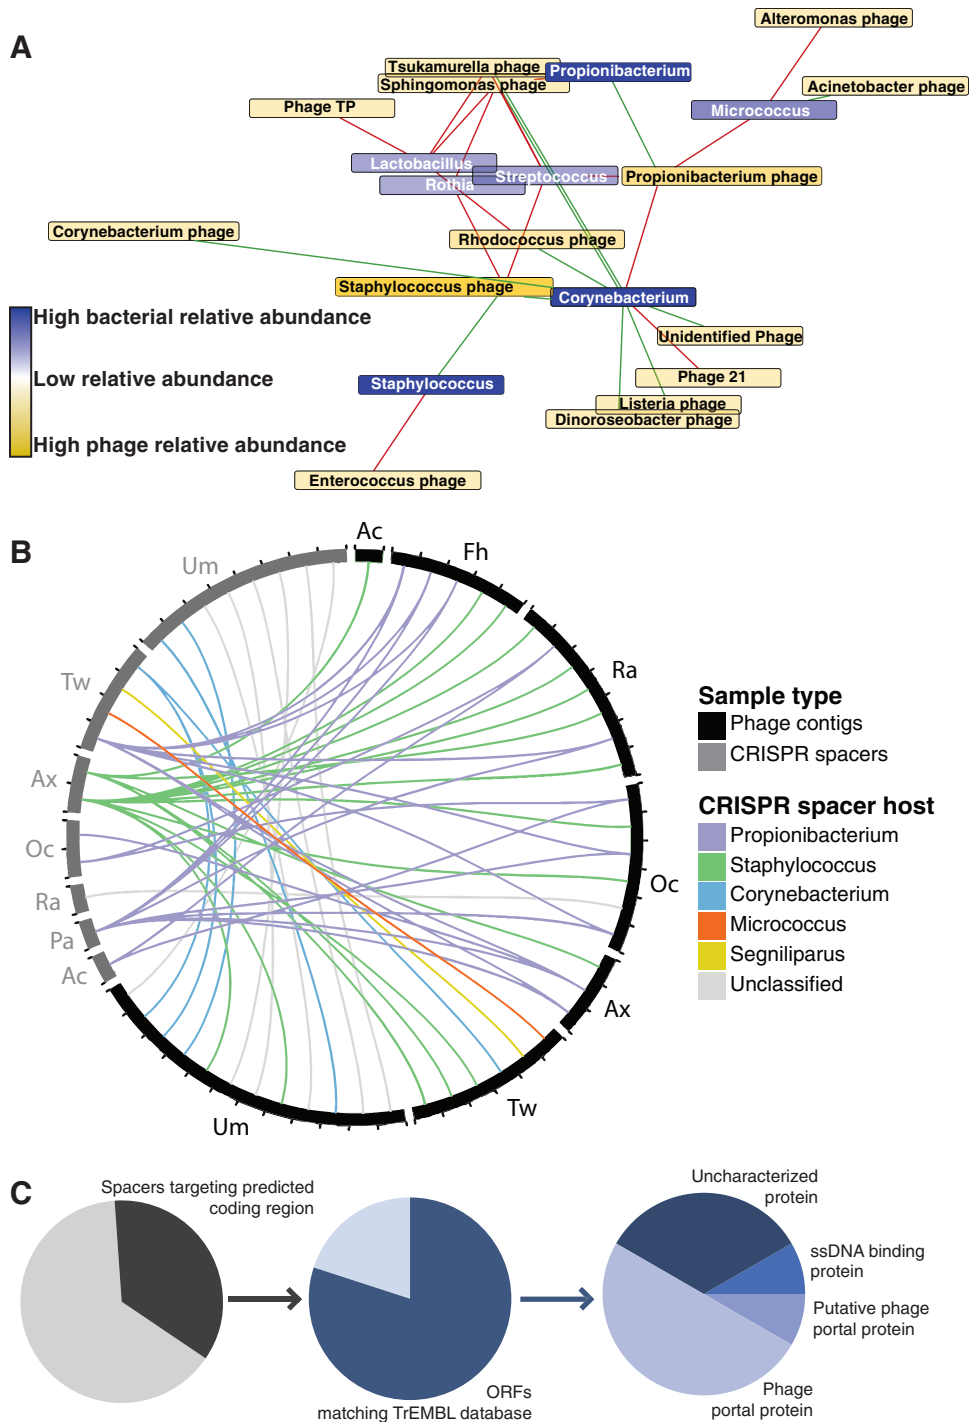 A
Alteromonas phage
Tsukamurella phage
Propionibacterium
Sphingomonas phage
Acinetobacter phage
Phage TP
Micrococcus
Lactobacillus
Streptococcus
Propionibacterium phage
Rothia
Corynebacterium phage
Rhodococcus phage
Staphylococcus phage
Corynebacterium
High bacterial relative abundance
Unidentified Phage
Low relative abundance
Phage 21
Staphylococcus
Listeria phage
Dinoroseobacter phage
High phage relative abundance
Enterococcus phage
B
Ac
Fh
Um
Ra
Tw
Sample type
Phage contigs
CRISPR spacers
Ax
CRISPR spacer host
Propionibacterium
Oc
Staphylococcus
Oc
Corynebacterium
Ra
Micrococcus
Pa
Segniliparus
Ac
Unclassified
Ax
Tw
Um
C
Spacers targeting predicted
coding region
Uncharacterized
protein
ssDNA binding
protein
Putative phage
portal protein
ORFs
matching TrEMBL database
Phage
portal protein